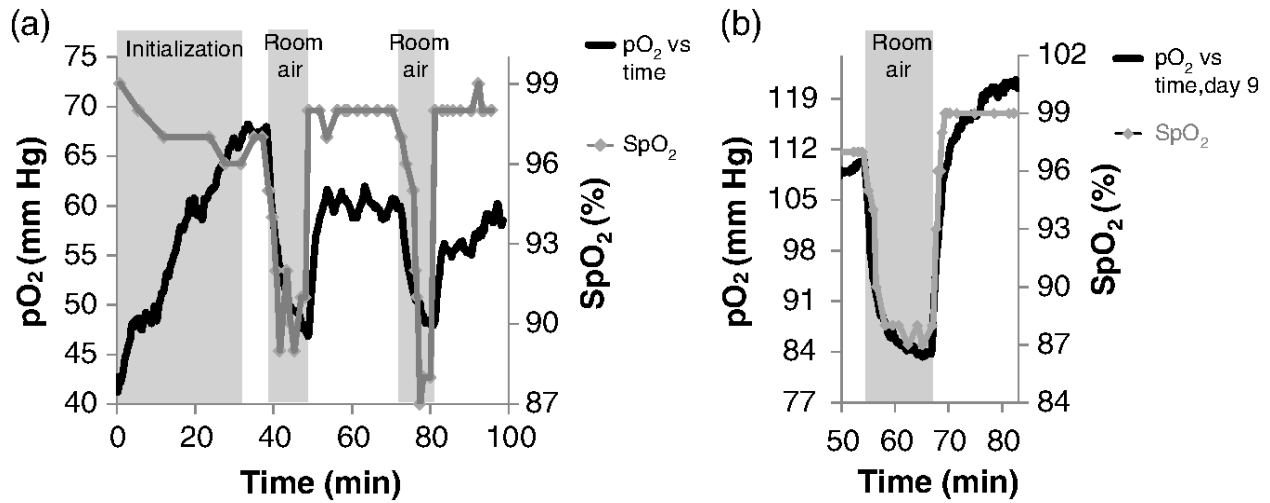 (a)
Initialization
Room
air
Room
air
pO₂ vs
time
SpO₂
75
70
65
60
55
50
45
40
pO₂ (mm Hg)
99
96
93
90
87
SpO₂ (%)
0 20 40 60 80 100
Time (min)
(b)
Room
air
pO₂ vs
time,day 9
SpO₂
119
112
105
98
91
84
77
pO₂ (mm Hg)
102
99
96
93
90
87
84
SpO₂ (%)
50 60 70 80
Time (min)